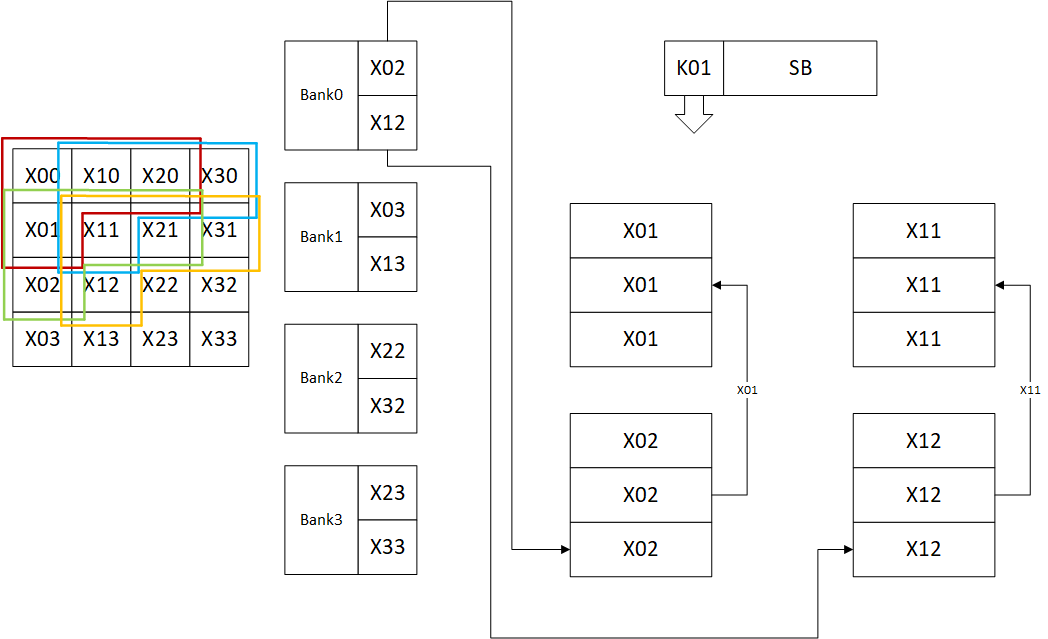 X00 X10 X20 X30
X01 X11 X21 X31
X02 X12 X22 X32
X03 X13 X23 X33
Bank0
X02
X12
Bank1
X03
X13
Bank2
X22
X32
Bank3
X23
X33
K01 SB
X01
X01
X01
X11
X11
X11
X01
X11
X02
X02
X02
X12
X12
X12